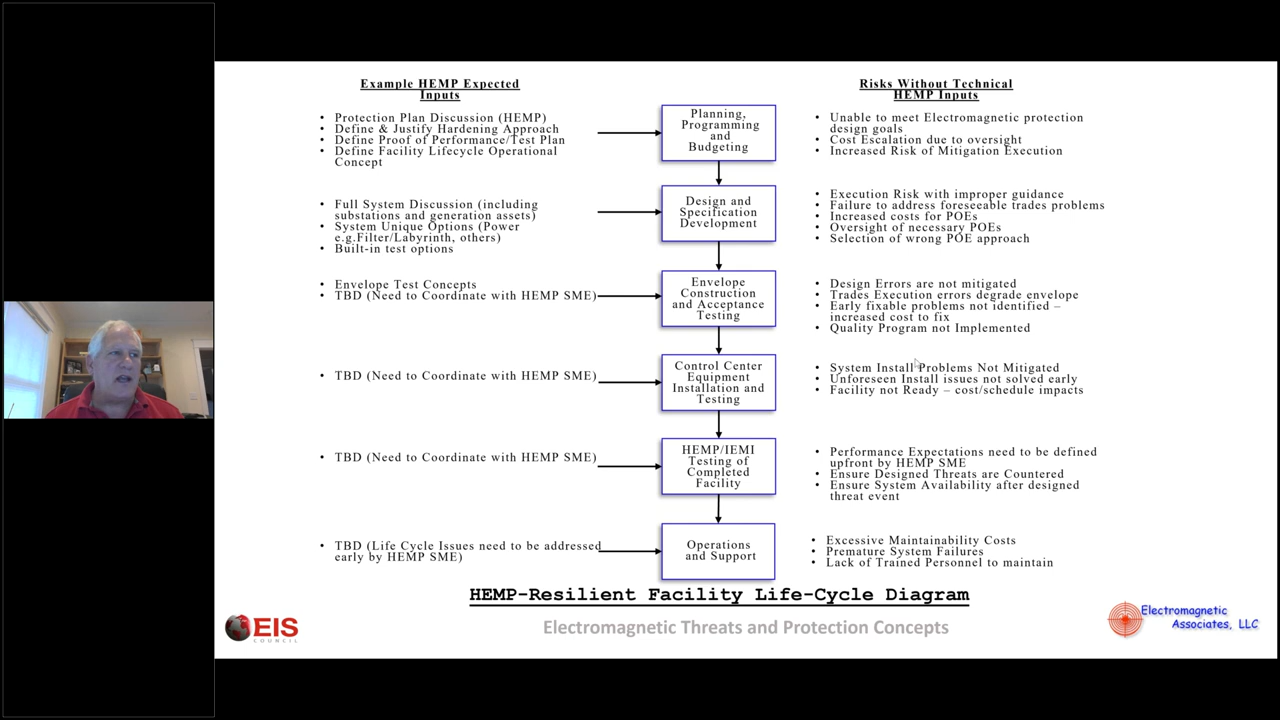 Example HEMP Expected
Inputs
Risks Without Technical
HEMP Inputs
• Protection Plan Discussion (HEMP)
• Define & Justify Hardening Approach
• Define Proof of Performance/Test Plan
• Define Facility Lifecycle Operational
Concept
Planning,
Programming
and
Budgeting
• Unable to meet Electromagnetic protection
design goals
• Cost Escalation due to oversight
• Increased Risk of Mitigation Execution
• Full System Discussion (including
substations and generation assets)
• System Unique Options (Power
e.g.Filter/Labyrinth, others)
• Built-in test options
Design and
Specification
Development
• Execution Risk with improper guidance
• Failure to address foreseeable trades problems
• Increased costs for POEs
• Oversight of necessary POEs
• Selection of wrong POE approach
• Envelope Test Concepts
• TBD (Need to Coordinate with HEMP SME)
Envelope
Construction
and Acceptance
Testing
• Design Errors are not mitigated
• Trades Execution errors degrade envelope
• Early fixable problems not identified –
increased cost to fix
• Quality Program not Implemented
• TBD (Need to Coordinate with HEMP SME)
Control Center
Equipment
Installation and
Testing
• System Install Problems Not Mitigated
• Unforeseen Install issues not solved early
• Facility not Ready – cost/schedule impacts
• TBD (Need to Coordinate with HEMP SME)
HEMP/IEMI
Testing of
Completed
Facility
• Performance Expectations need to be defined
upfront by HEMP SME
• Ensure Designed Threats are Countered
• Ensure System Availability after designed
threat event
• TBD (Life Cycle Issues need to be addressed
early by HEMP SME)
Operations
and Support
• Excessive Maintainability Costs
• Premature System Failures
• Lack of Trained Personnel to maintain
HEMP-Resilient Facility Life-Cycle Diagram
EIS
COUNCIL
Electromagnetic Threats and Protection Concepts
Electromagnetic
Associates, LLC